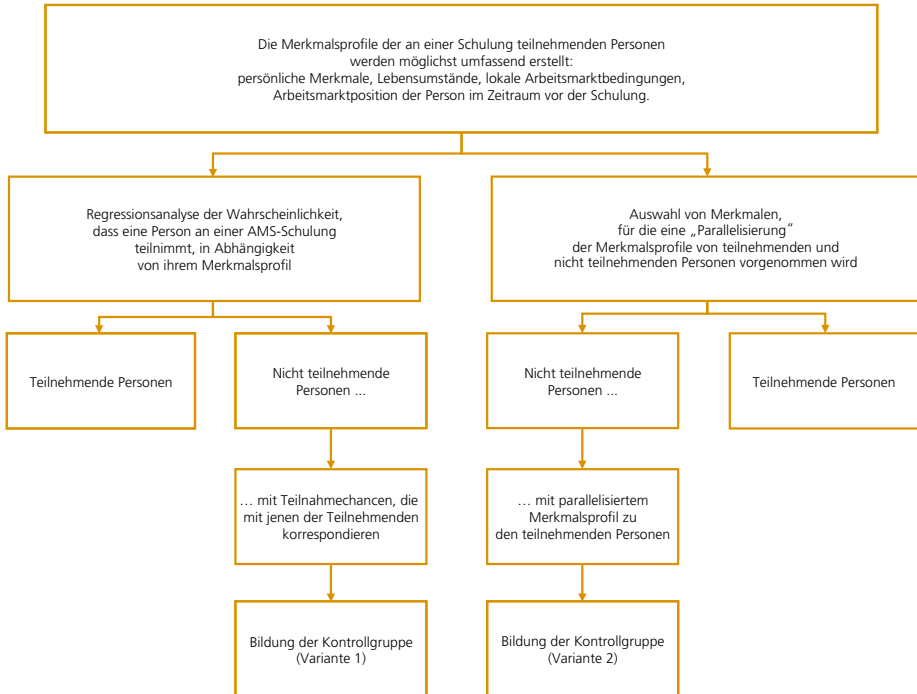 Die Merkmalsprofile der an einer Schulung teilnehmenden Personen
werden möglichst umfassend erstellt:
persönliche Merkmale, Lebensumstände, lokale Arbeitsmarktbedingungen,
Arbeitsmarktposition der Person im Zeitraum vor der Schulung.
Regressionsanalyse der Wahrscheinlichkeit,
dass eine Person an einer AMS-Schulung
teilnimmt, in Abhängigkeit
von ihrem Merkmalsprofil
Auswahl von Merkmalen,
für die eine „Parallelisierung“
der Merkmalsprofile von teilnehmenden und
nicht teilnehmenden Personen vorgenommen wird
Teilnehmende Personen
Nicht teilnehmende
Personen ...
Nicht teilnehmende
Personen ...
Teilnehmende Personen
… mit Teilnahmechancen, die
mit jenen der Teilnehmenden
korrespondieren
… mit parallelisiertem
Merkmalsprofil zu
den teilnehmenden Personen
Bildung der Kontrollgruppe
(Variante 1)
Bildung der Kontrollgruppe
(Variante 2)